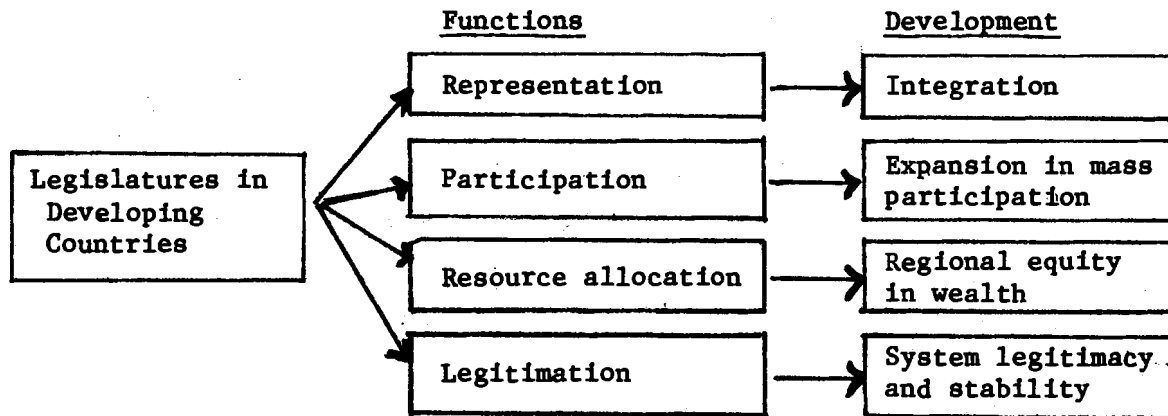 Functions
Development
Representation
Integration
Legislatures in
Developing
Countries
Participation
Expansion in mass
participation
Resource allocation
Regional equity
in wealth
Legitimation
System legitimacy
and stability